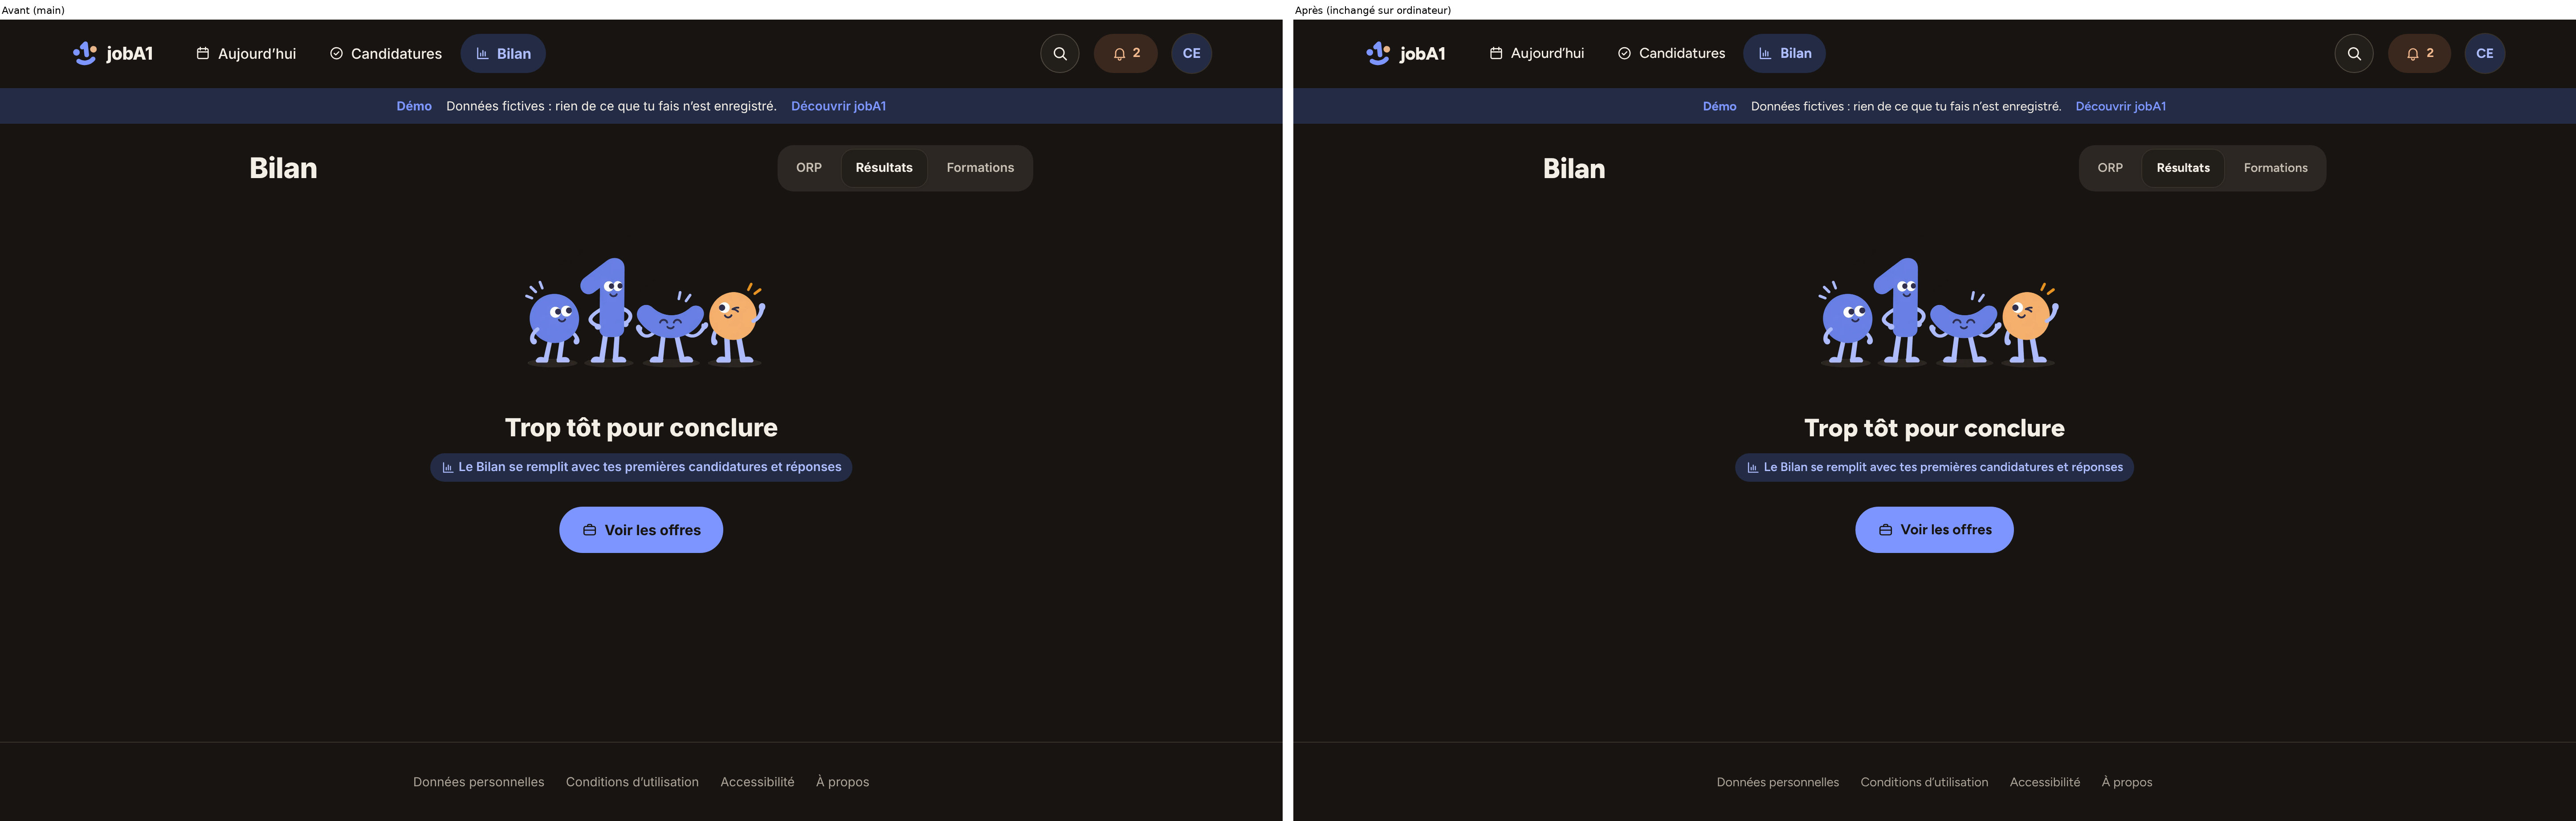 Avant (main)
jobA1 Aujourd'hui Candidatures Bilan 2 CE
Démo Données fictives : rien de ce que tu fais n'est enregistré. Découvrir jobA1
Bilan ORP Résultats Formations
Trop tôt pour conclure
Le Bilan se remplit avec tes premières candidatures et réponses
Voir les offres
Données personnelles Conditions d'utilisation Accessibilité À propos
Après (inchangé sur ordinateur)
jobA1 Aujourd'hui Candidatures Bilan 2 CE
Démo Données fictives : rien de ce que tu fais n'est enregistré. Découvrir jobA1
Bilan ORP Résultats Formations
Trop tôt pour conclure
Le Bilan se remplit avec tes premières candidatures et réponses
Voir les offres
Données personnelles Conditions d'utilisation Accessibilité À propos